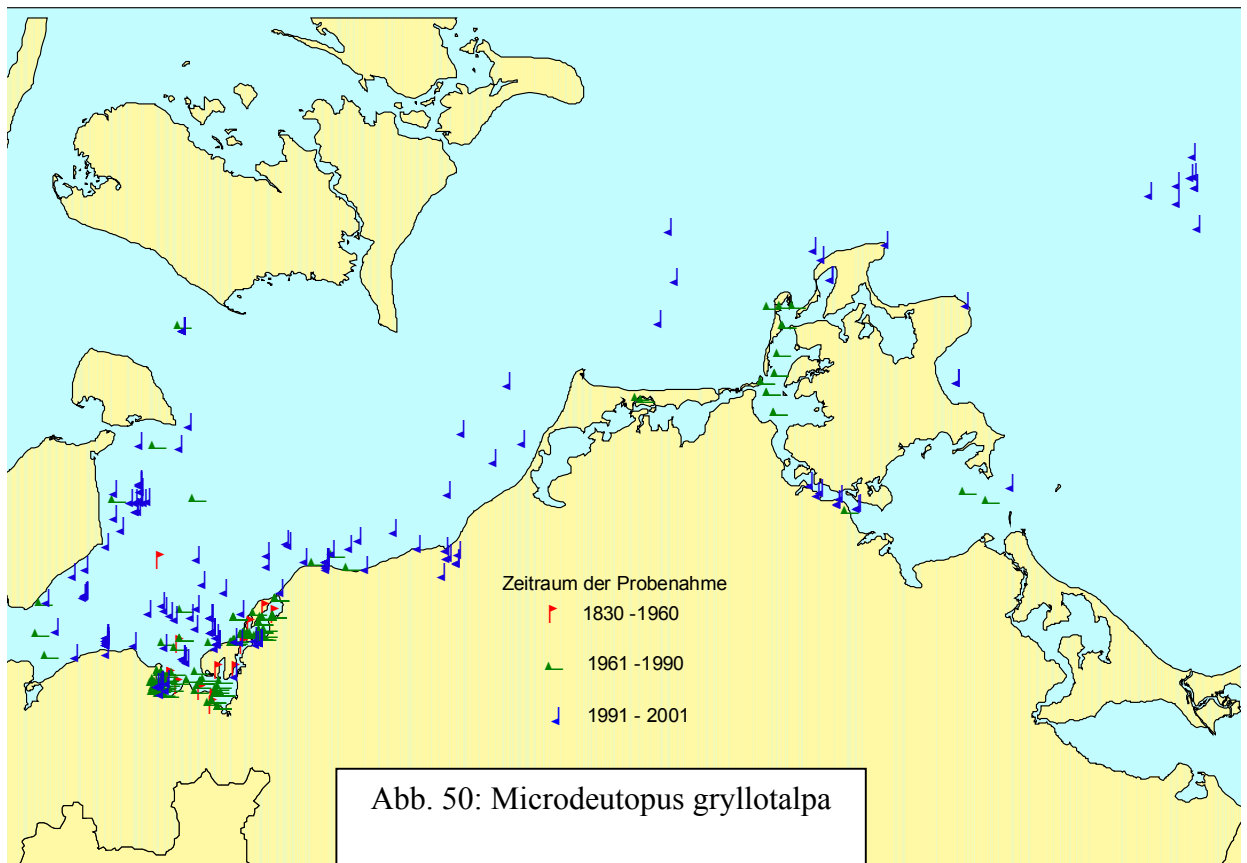 Zeitraum der Probenahme
1830 -1960
1961 -1990
1991 - 2001
Abb. 50: Microdeutopus gryllotalpa